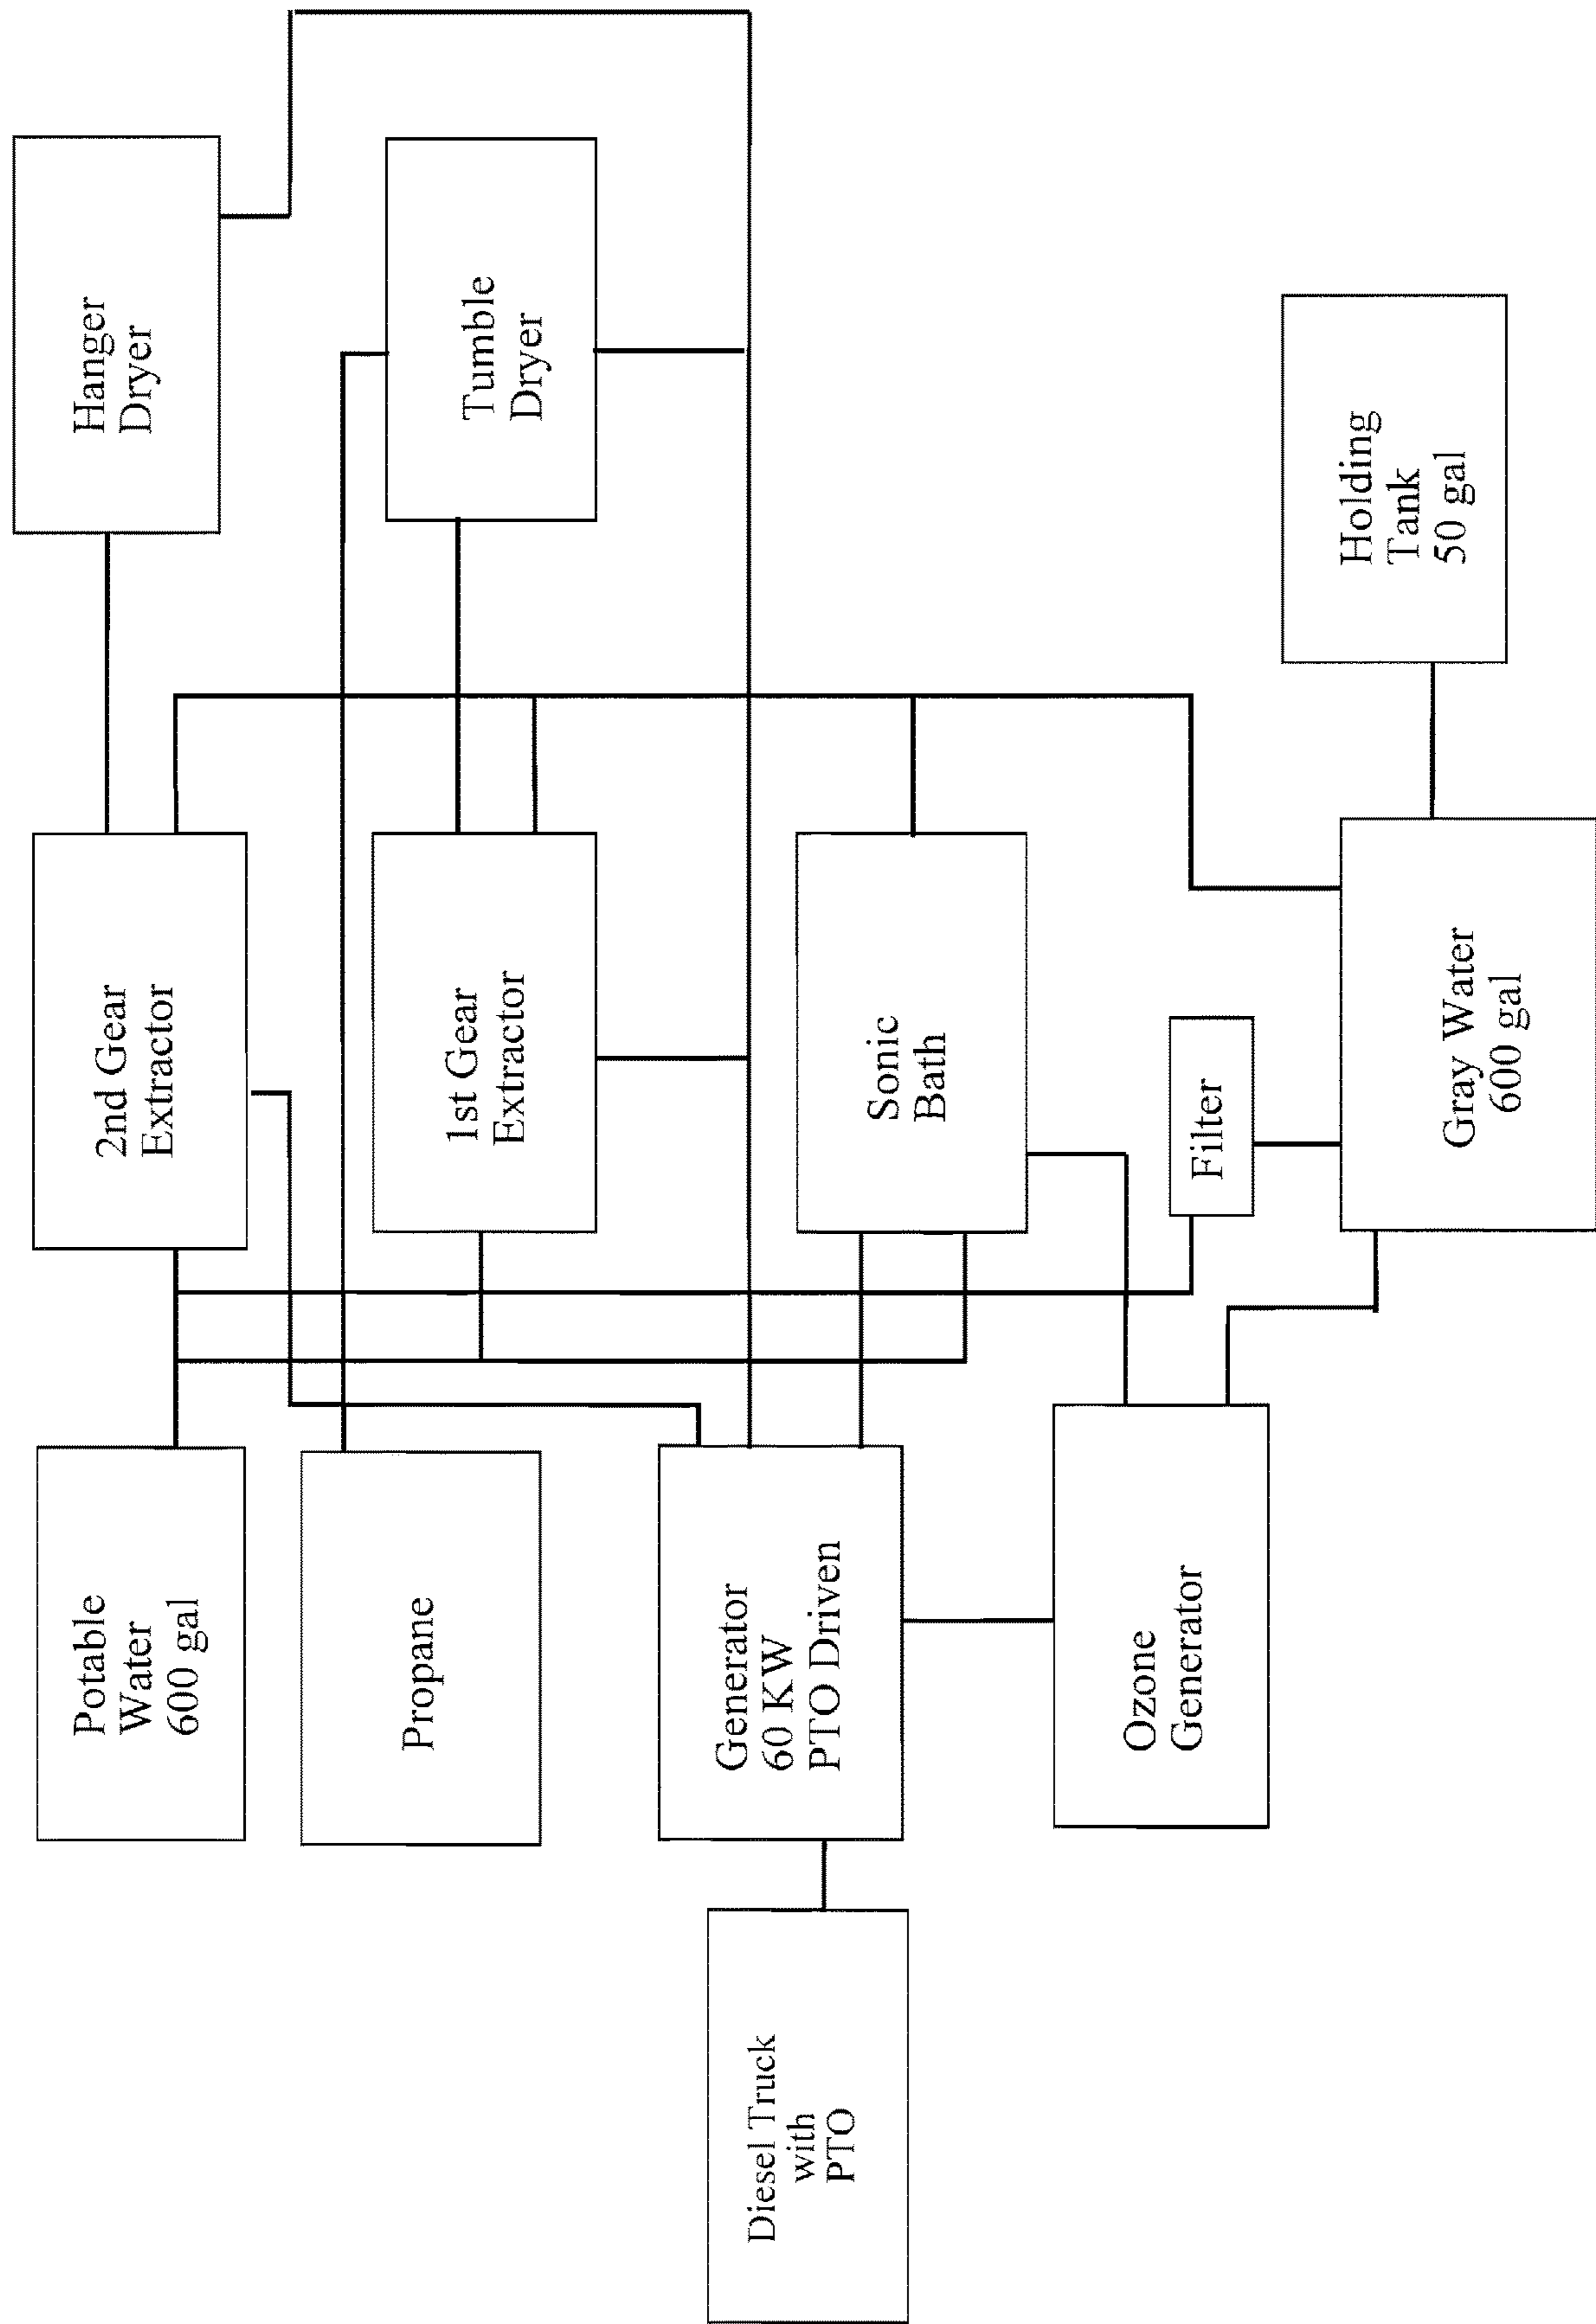 Hanger
Dryer
Tumble
Dryer
Holding
Tank
50 gal
2nd Gear
Extractor
1st Gear
Extractor
Sonic
Bath
Filter
Gray Water
600 gal
Potable
Water
600 gal
Propane
Generator
60 KW
PTO Driven
Ozone
Generator
Diesel Truck
with
PTO